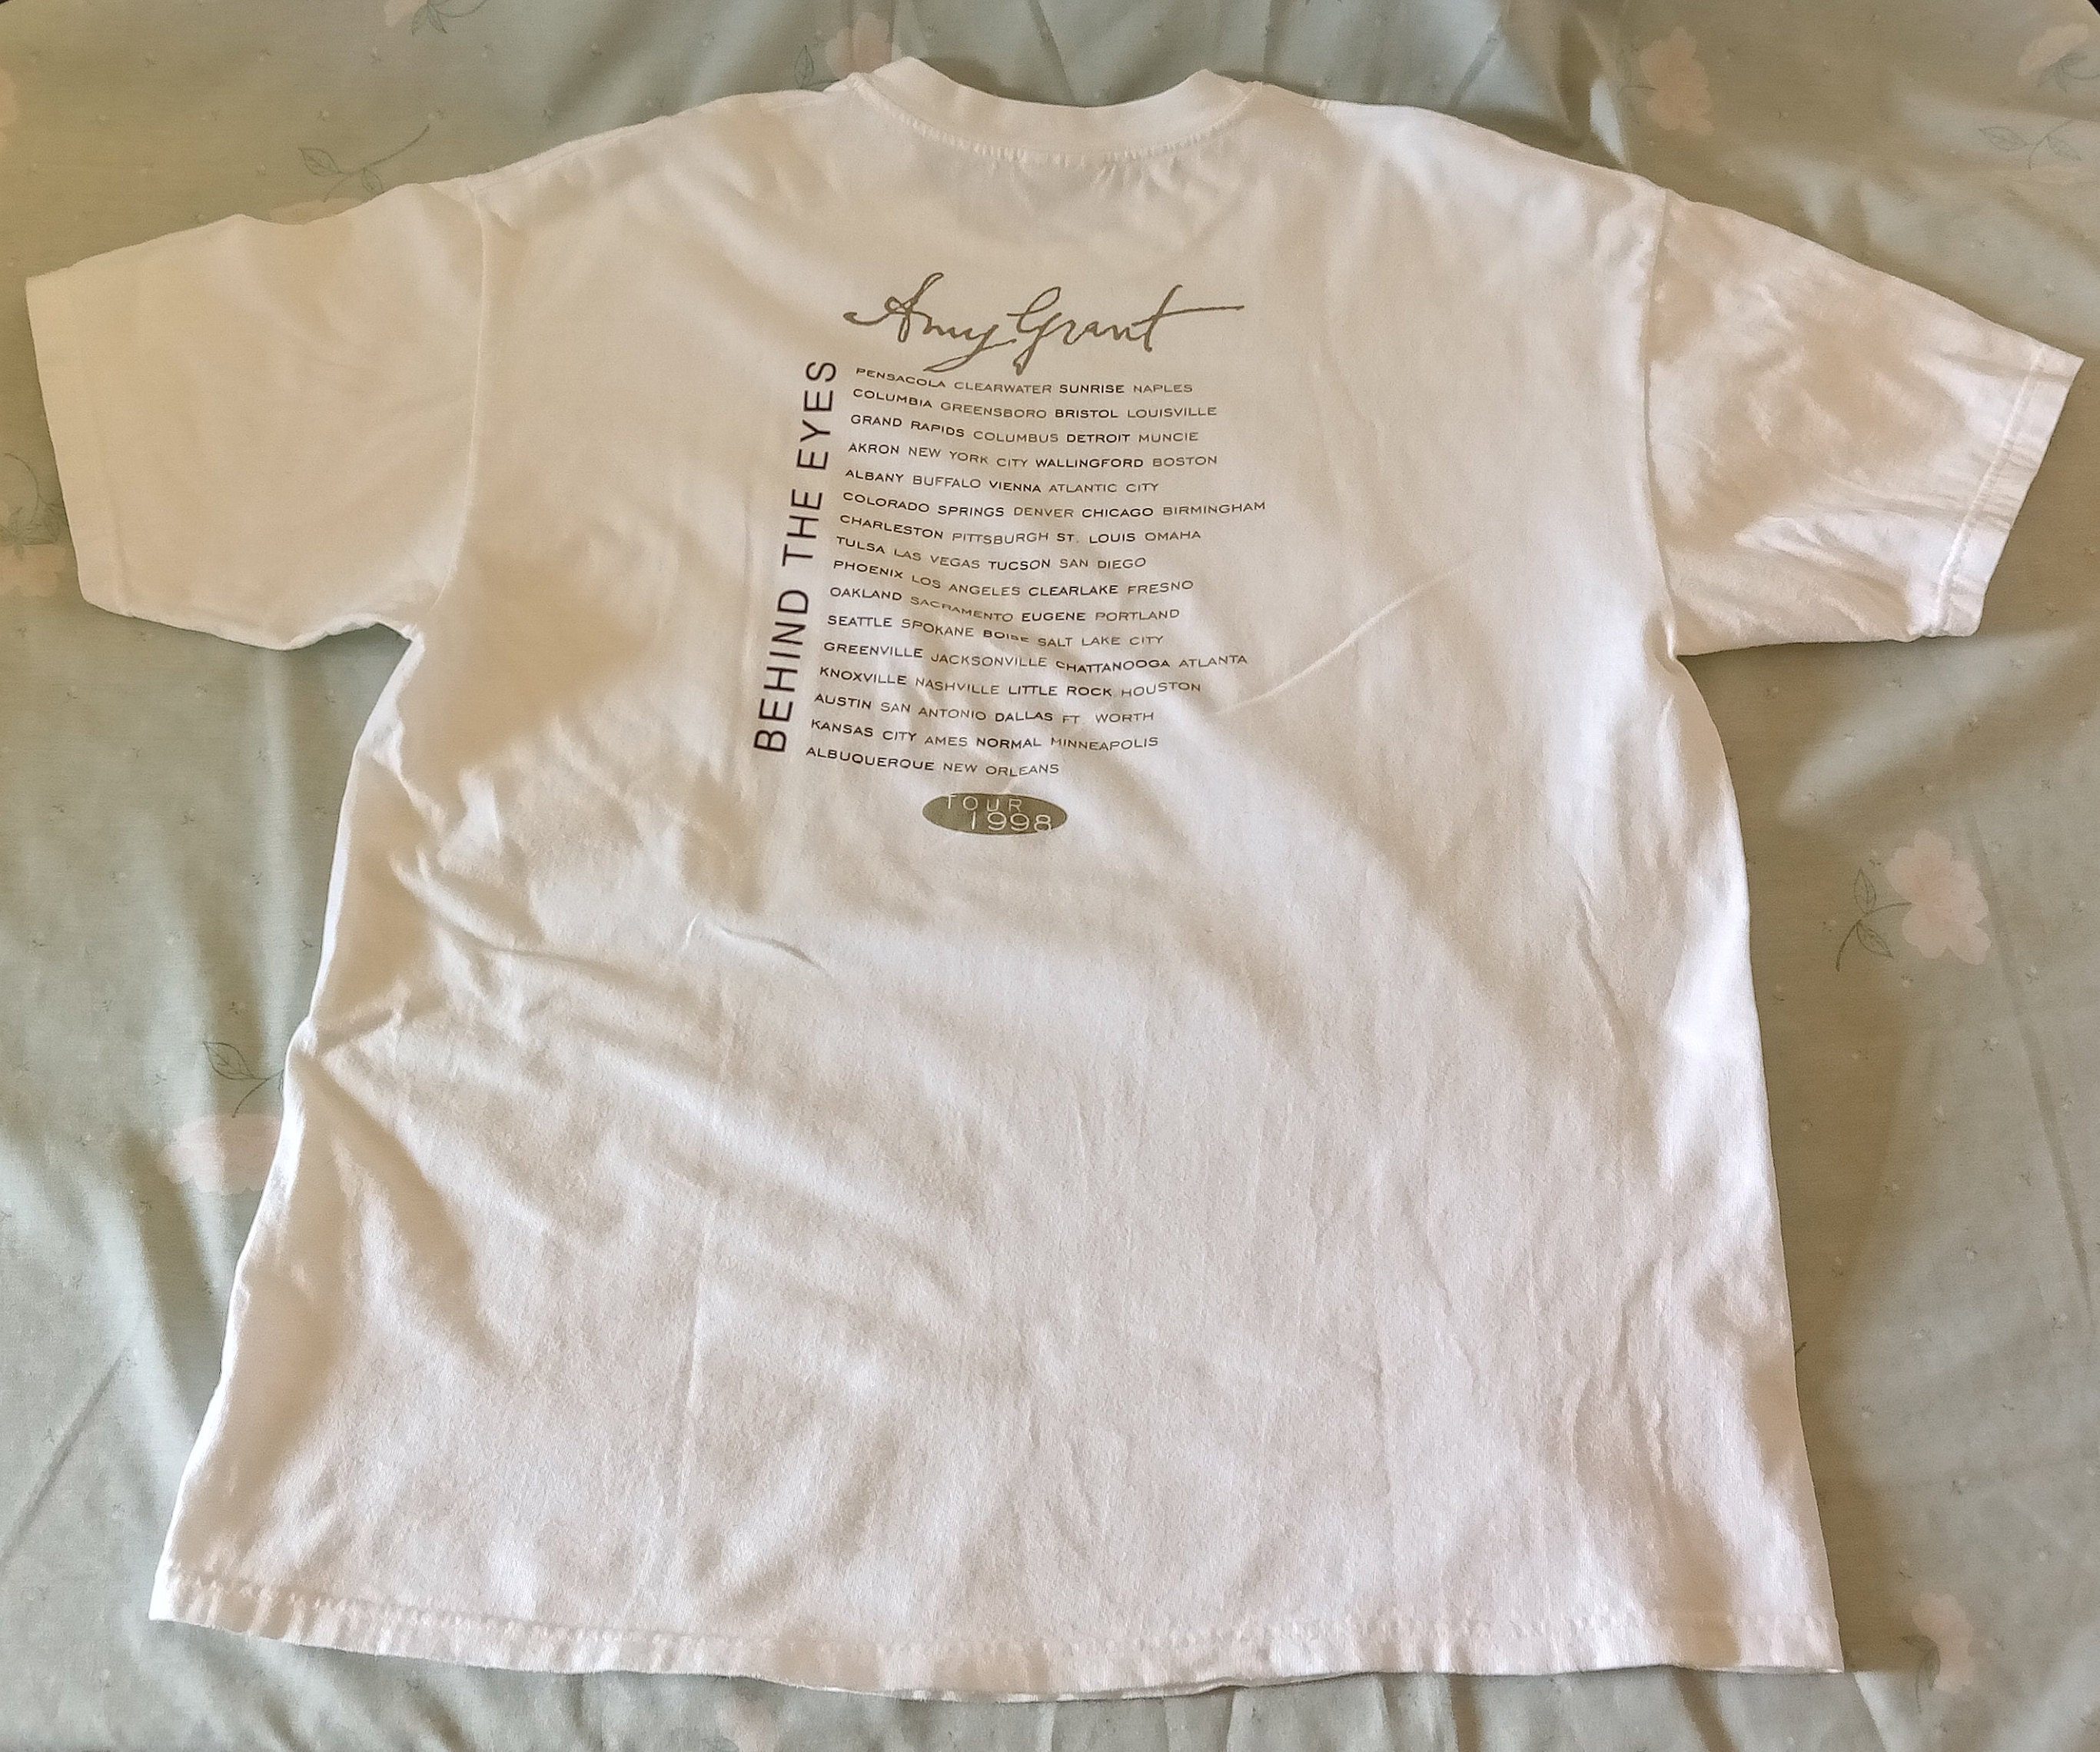 Amy Grant
BEHIND THE EYES
PENSACOLA CLEARWATER SUNRISE NAPLES
COLUMBIA GREENSBORO BRISTOL LOUISVILLE
GRAND RAPIDS COLUMBUS DETROIT MUNCIE
AKRON NEW YORK CITY WALLINGFORD BOSTON
ALBANY BUFFALO VIENNA ATLANTIC CITY
COLORADO SPRINGS DENVER CHICAGO BIRMINGHAM
CHARLESTON PITTSBURGH ST. LOUIS OMAHA
TULSA LAS VEGAS TUCSON SAN DIEGO
PHOENIX LOS ANGELES CLEARLAKE FRESNO
OAKLAND SACRAMENTO EUGENE PORTLAND
SEATTLE SPOKANE BOISE SALT LAKE CITY
GREENVILLE JACKSONVILLE CHATTANOOGA ATLANTA
KNOXVILLE NASHVILLE LITTLE ROCK HOUSTON
AUSTIN SAN ANTONIO DALLAS FT. WORTH
KANSAS CITY AMES NORMAL MINNEAPOLIS
ALBUQUERQUE NEW ORLEANS
TOUR
1998